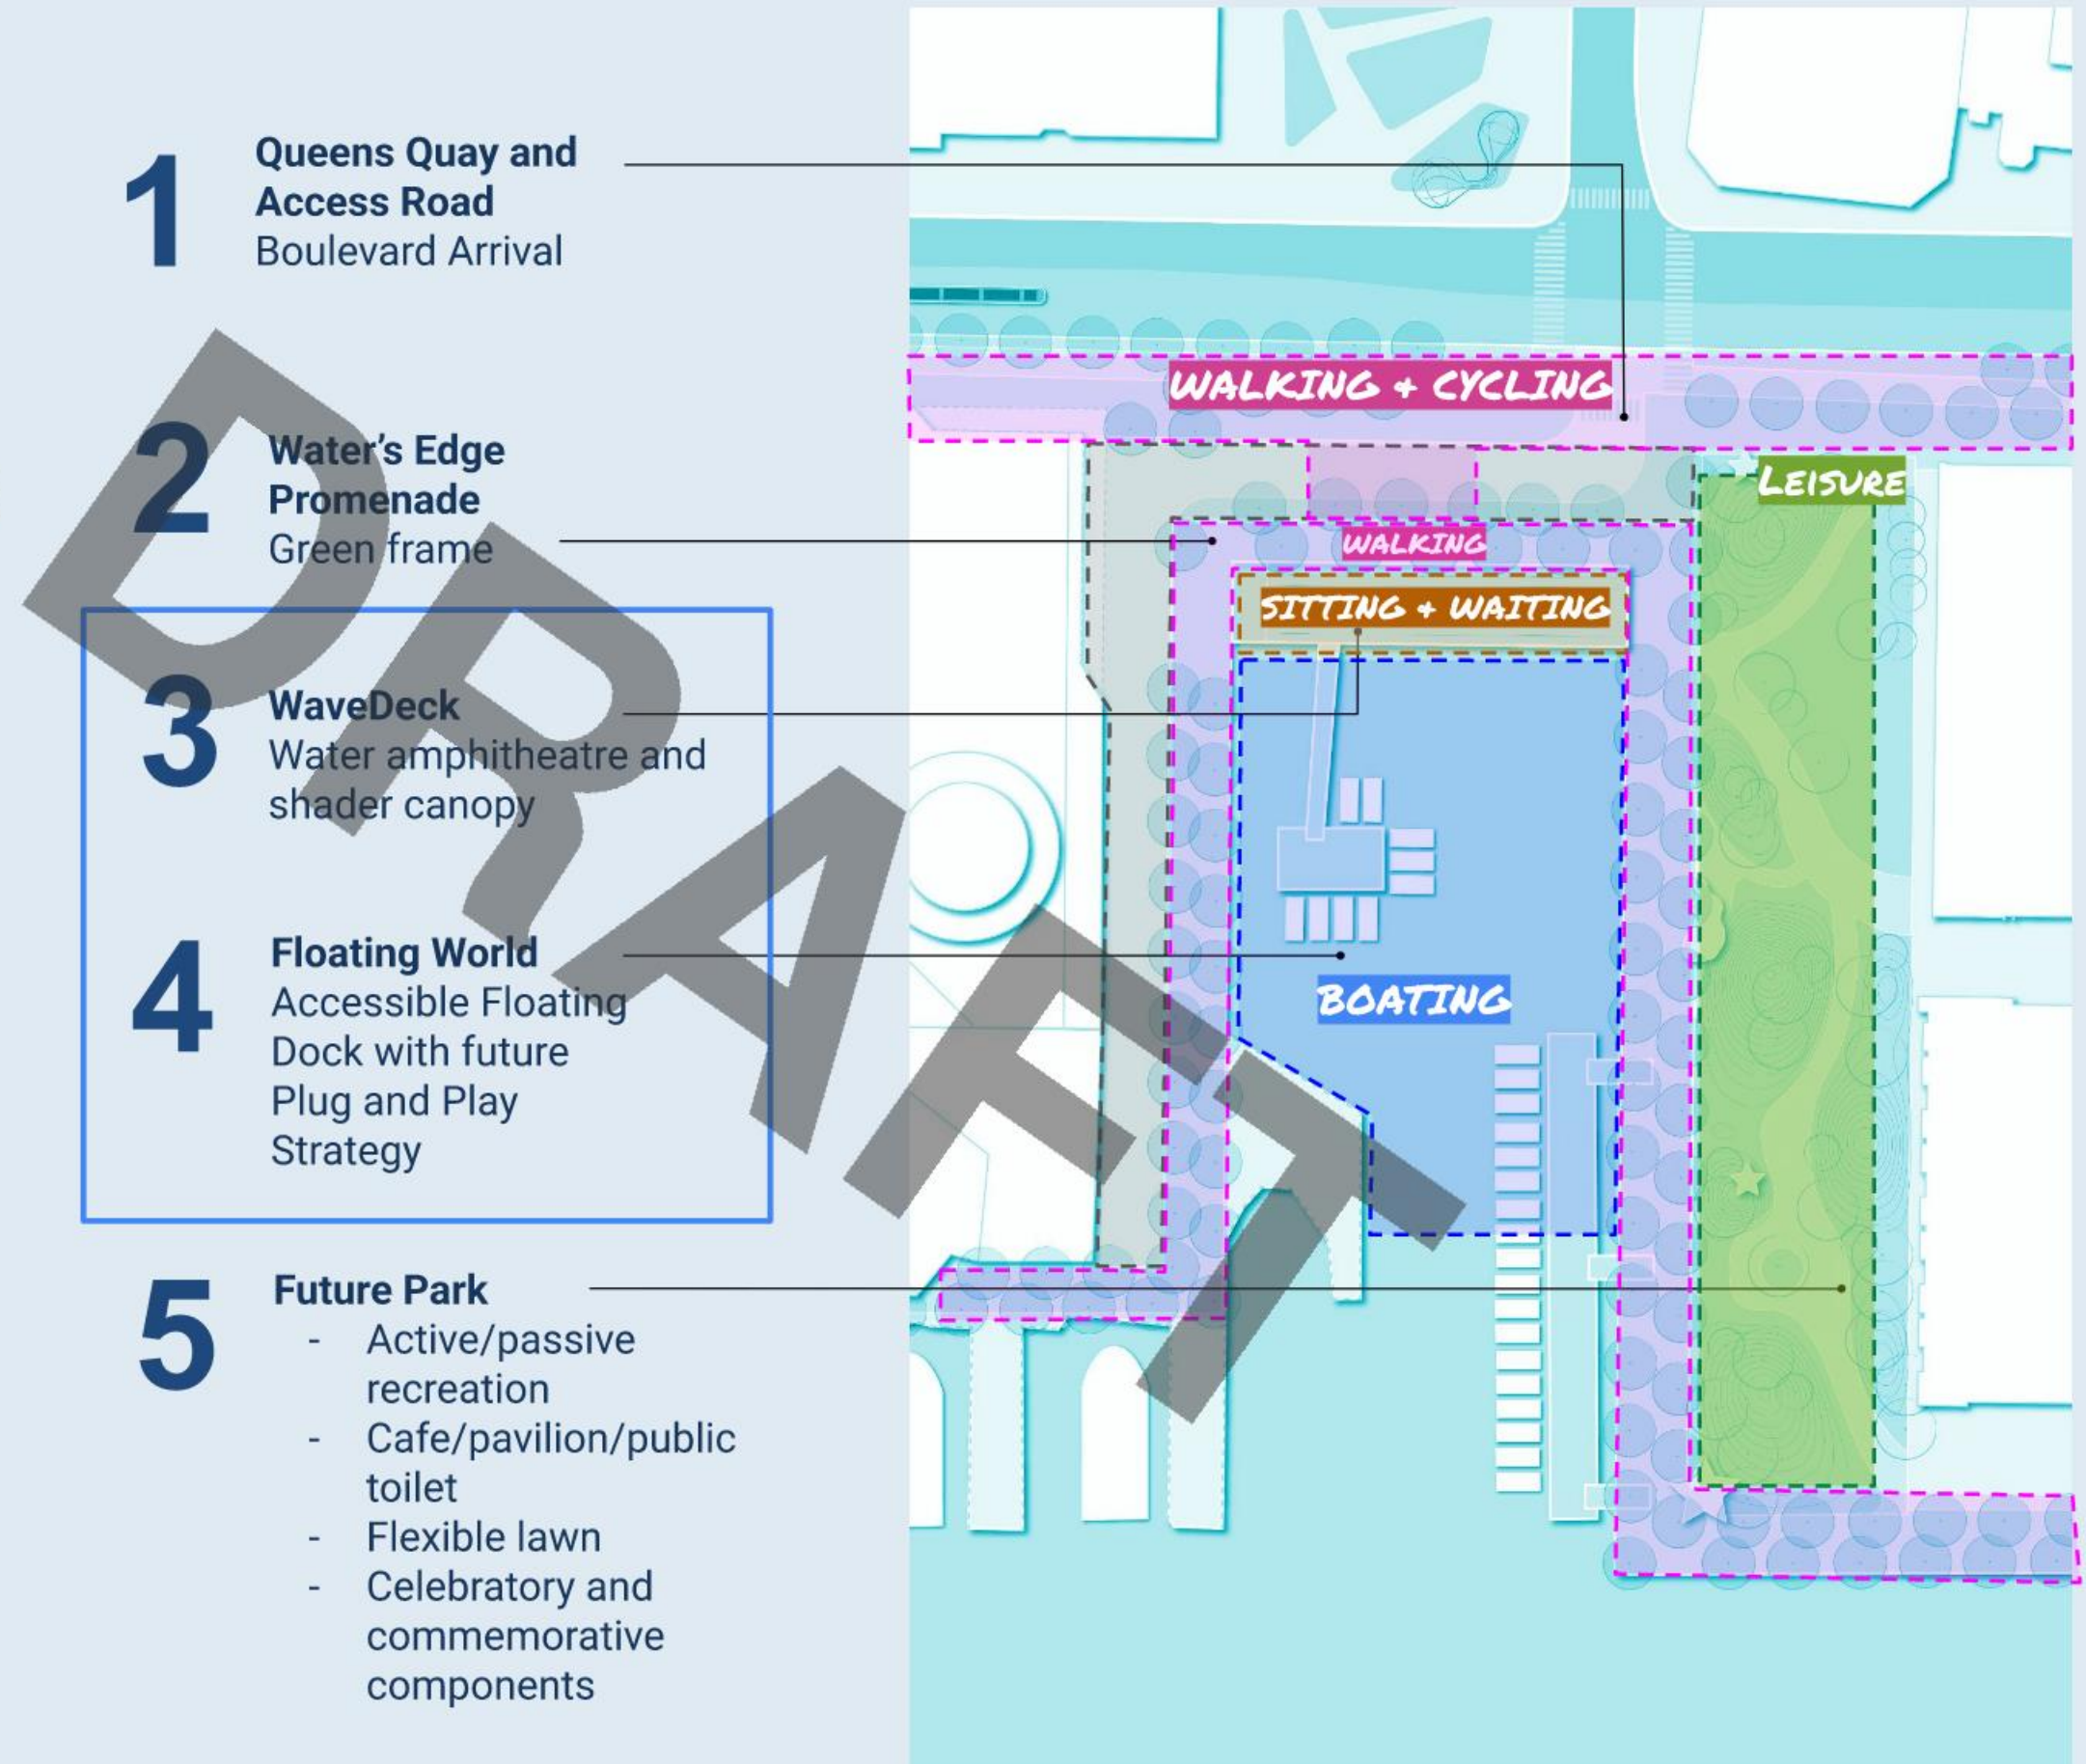 1
Queens Quay and
Access Road
Boulevard Arrival
2
Water's Edge
Promenade
Green frame
3
WaveDeck
Water amphitheatre and
shader canopy
4
Floating World
Accessible Floating
Dock with future
Plug and Play
Strategy
5
Future Park
- Active/passive
recreation
- Cafe/pavilion/public
toilet
- Flexible lawn
- Celebratory and
commemorative
components
DRAFT
WALKING + CYCLING
LEISURE
WALKING
SITTING + WAITING
BOATING